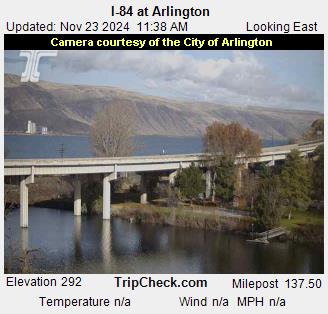 I-84 at Arlington
Updated: Nov 23 2024 11:38 AM Looking East
Camera courtesy of the City of Arlington
Elevation 292 TripCheck.com Milepost 137.50
Temperature n/a Wind n/a MPH n/a